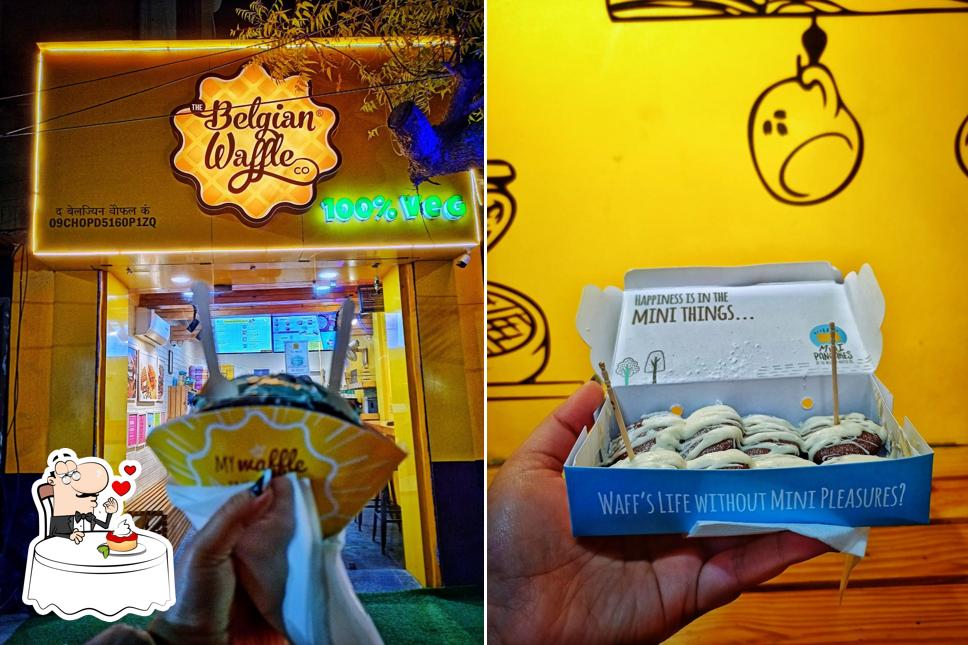 THE
Belgian®
Waffle
CO
100% Veg
द बेलज्यिन वॉफल कं
09CHOPD5160P1ZQ
MY waffle
HAPPINESS IS IN THE
MINI THINGS...
MINI
PANCAKES
WAFF'S LIFE WITHOUT MINI PLEASURES?